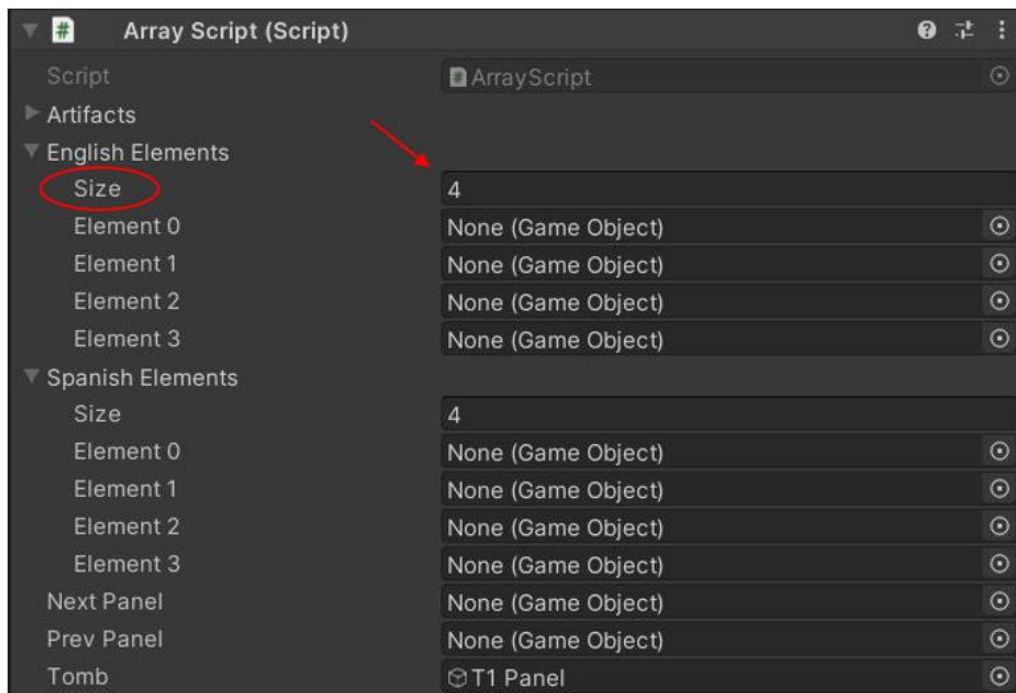 # Array Script (Script)
Script # ArrayScript
Artifacts
English Elements
Size 4
Element 0 None (Game Object)
Element 1 None (Game Object)
Element 2 None (Game Object)
Element 3 None (Game Object)
Spanish Elements
Size 4
Element 0 None (Game Object)
Element 1 None (Game Object)
Element 2 None (Game Object)
Element 3 None (Game Object)
Next Panel None (Game Object)
Prev Panel None (Game Object)
Tomb T1 Panel